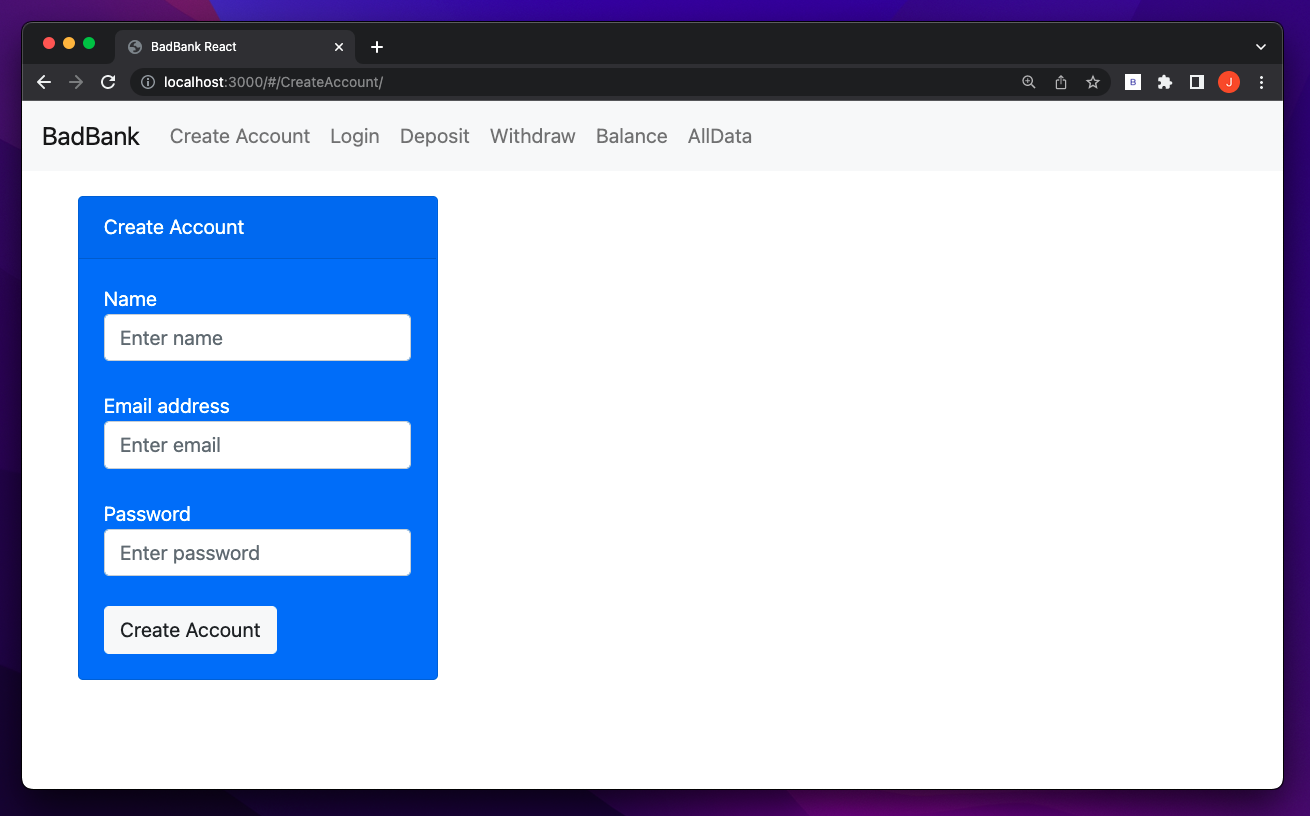 BadBank React
localhost:3000/#/CreateAccount/
B
J
BadBank Create Account Login Deposit Withdraw Balance AllData
Create Account
Name
Enter name
Email address
Enter email
Password
Enter password
Create Account